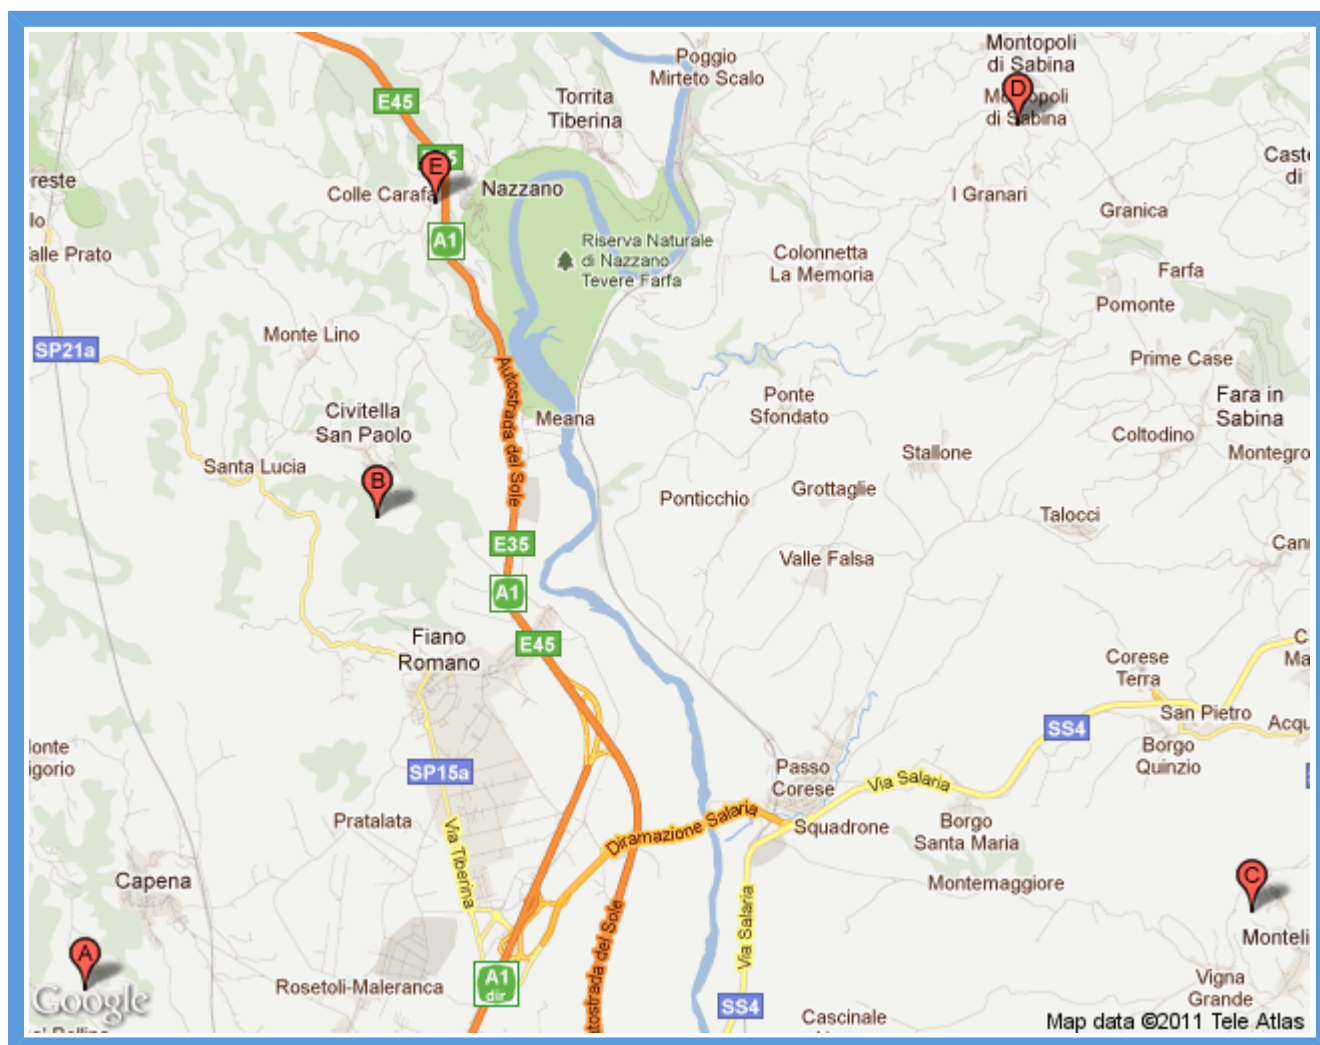 Montopoli
di Sabina
Poggio
Mirteto Scalo
E45
Torrita
Tiberina
D
di Sabina
E
Colle Carafa
Nazzano
I Granari
Granica
A1
Riserva Naturale
di Nazzano
Tevere Farfa
Colonnetta
La Memoria
Farfa
Pomonte
SP21a
Monte Lino
Prime Case
Autostrada del Sole
Ponte
Sfondato
Fara in
Sabina
Civitella
San Paolo
Meana
Coltodino
Santa Lucia
B
Stallone
Montegro
Ponticchio
Grottaglie
Talocci
E35
Valle Falsa
A1
Fiano
Romano
E45
Corese
Terra
SS4
San Pietro
Acqu
Borgo
Quinzio
SP15a
Passo
Corese
Via Salaria
Pratalata
Via Tiberina
Diramazione Salaria
Squadrone
Borgo
Santa Maria
Capena
Montemaggiore
C
Via Salaria
tostrada del Sole
A
Monteli
A1
dir
Rosetoli-Maleranca
Vigna
Grande
Google
SS4
Cascinale
Map data ©2011 Tele Atlas